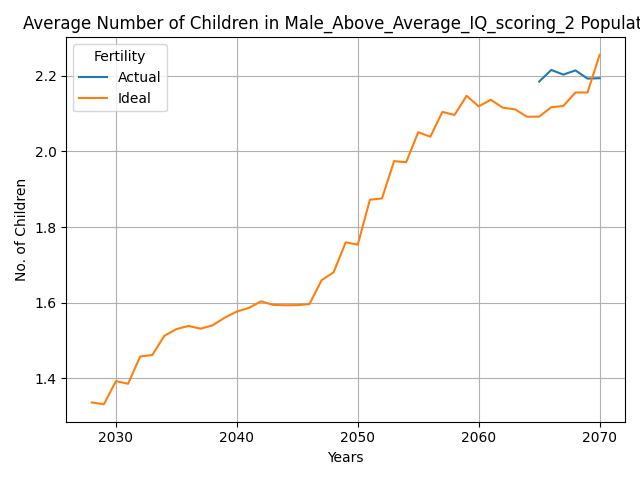 Average Number of Children in Male_Above_Average_IQ_scoring_2 Populat
Fertility
Actual
Ideal
2.2
2.0
1.8
1.6
1.4
No. of Children
2030 2040 2050 2060 2070
Years